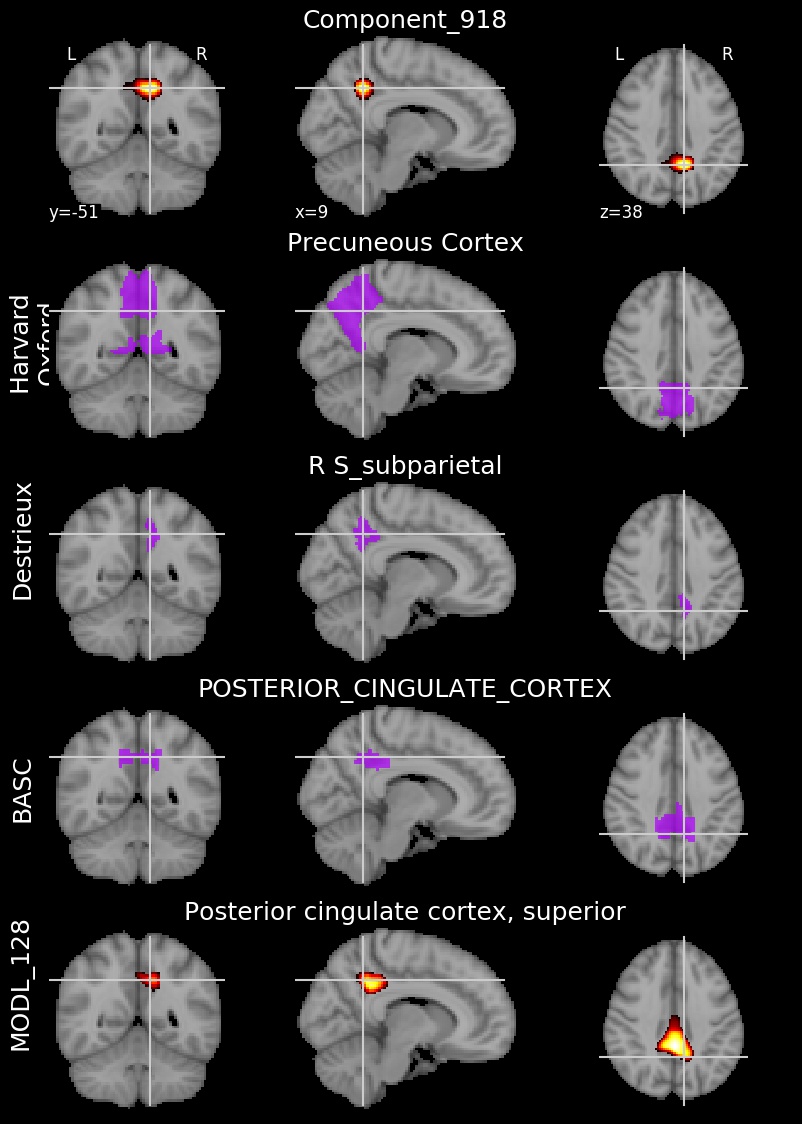 Component_918
L R L R
y=-51 x=9 z=38
Precuneous Cortex
Harvard
Oxford
R S_subparietal
Destrieux
POSTERIOR_CINGULATE_CORTEX
BASC
Posterior cingulate cortex, superior
MODL_128